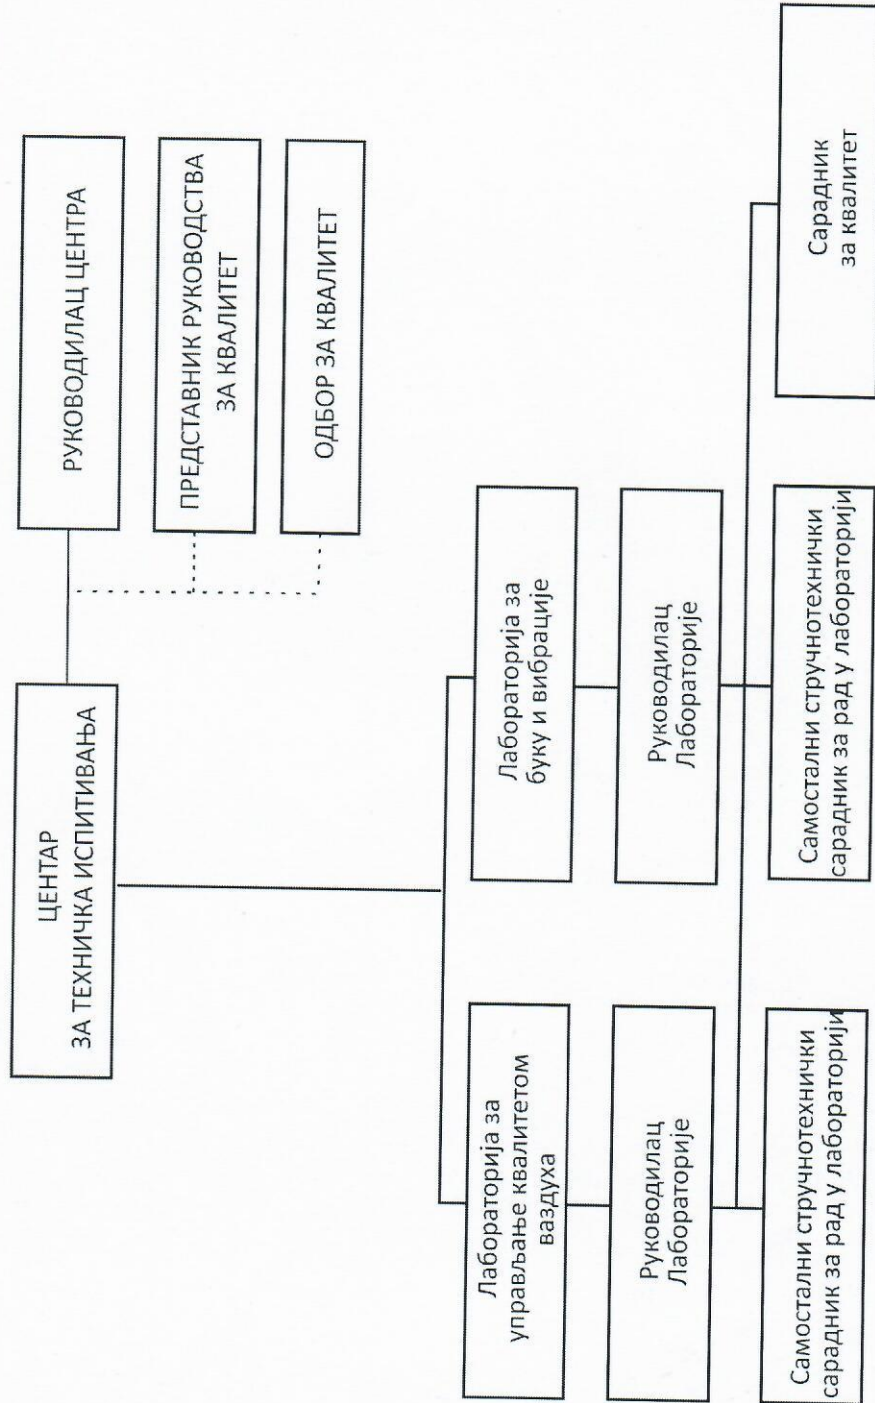 ЦЕНТАР
ЗА ТЕХНИЧКА ИСПИТИВАЊА
РУКОВОДИЛАЦ ЦЕНТРА
ПРЕДСТАВНИК РУКОВОДСТВА
ЗА КВАЛИТЕТ
ОДБОР ЗА КВАЛИТЕТ
Лабораторија за
управљање квалитетом
ваздуха
Лабораторија за
буку и вибрације
Руководилац
Лабораторије
Руководилац
Лабораторије
Самостални стручнотехнички
сарадник за рад у лабораторији
Самостални стручнотехнички
сарадник за рад у лабораторији
Сарадник
за квалитет